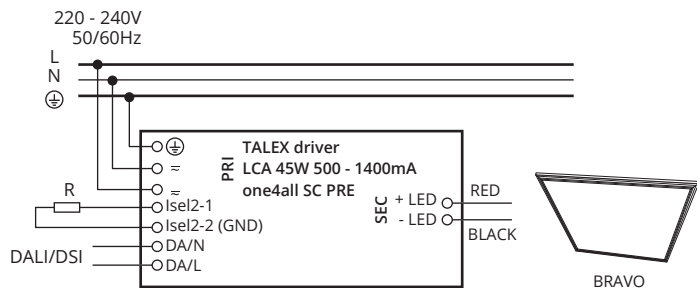 220 - 240V
50/60Hz
L
N
TALEX driver
LCA 45W 500 - 1400mA
one4all SC PRE
PRI
SEC
R
Isel2-1
Isel2-2 (GND)
DA/N
DA/L
DALI/DSI
+ LED
- LED
RED
BLACK
BRAVO